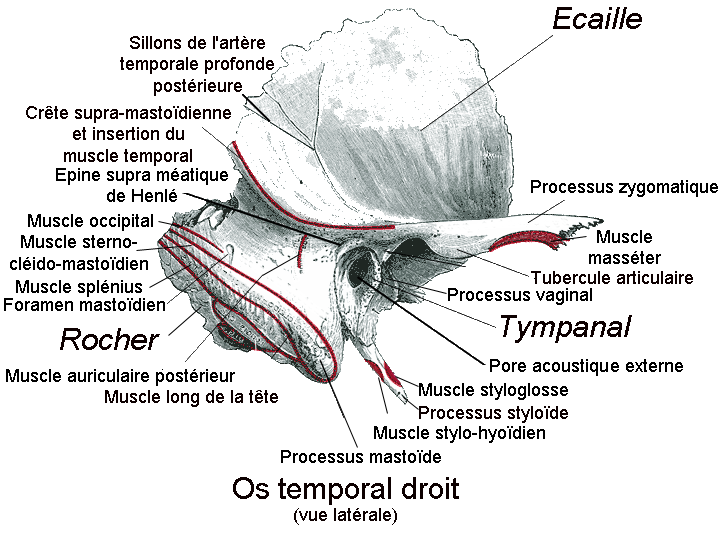 Ecaille
Sillons de l'artère
temporale profonde
postérieure
Crête supra-mastoïdienne
et insertion du
muscle temporal
Epine supra méatique
de Henlé
Processus zygomatique
Muscle occipital
Muscle sterno-
cléido-mastoïdien
Muscle splénius
Foramen mastoïdien
Muscle
masséter
Tubercule articulaire
Processus vaginal
Rocher
Tympanal
Pore acoustique externe
Muscle auriculaire postérieur
Muscle long de la tête
Muscle styloglosse
Processus styloïde
Muscle stylo-hyoïdien
Processus mastoïde
Os temporal droit
(vue latérale)